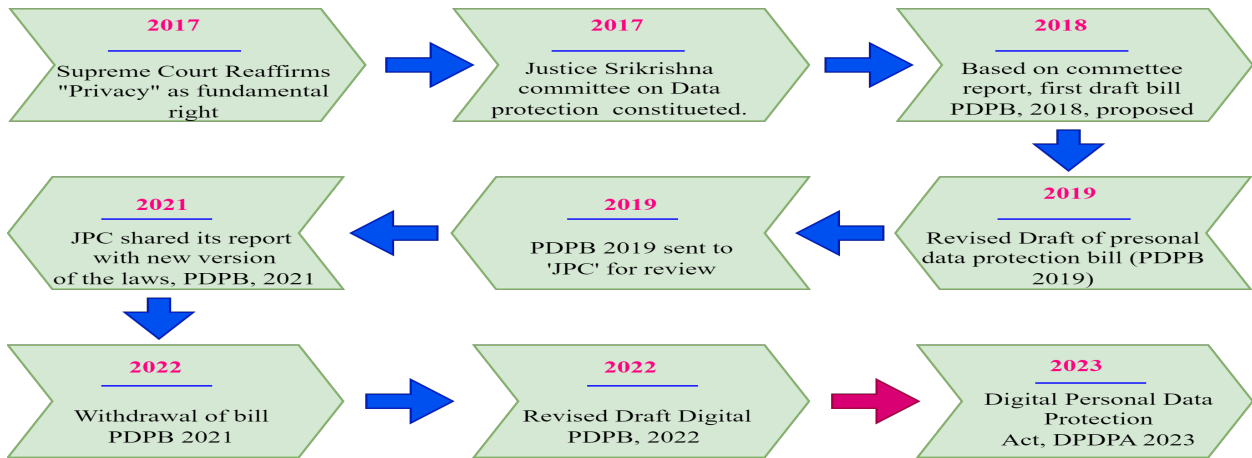 2017
Supreme Court Reaffirms
"Privacy" as fundamental
right
2017
Justice Srikrishna
committee on Data
protection constitueted.
2018
Based on commettee
report, first draft bill
PDPB, 2018, proposed
2019
Revised Draft of presonal
data protection bill (PDPB
2019)
2019
PDPB 2019 sent to
'JPC' for review
2021
JPC shared its report
with new version
of the laws, PDPB, 2021
2022
Withdrawal of bill
PDPB 2021
2022
Revised Draft Digital
PDPB, 2022
2023
Digital Personal Data
Protection
Act, DPDPA 2023